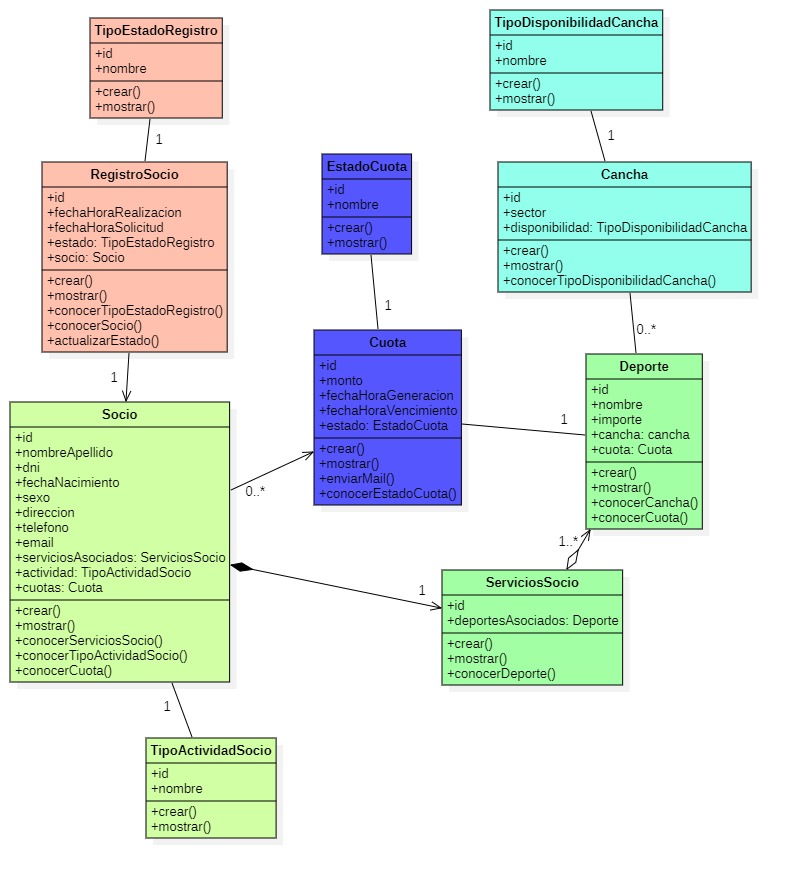 TipoEstadoRegistro
+id
+nombre
+crear()
+mostrar()
1
TipoDisponibilidadCancha
+id
+nombre
+crear()
+mostrar()
1
RegistroSocio
+id
+fechaHoraRealizacion
+fechaHoraSolicitud
+estado: TipoEstadoRegistro
+socio: Socio
+crear()
+mostrar()
+conocerTipoEstadoRegistro()
+conocerSocio()
+actualizarEstado()
1
EstadoCuota
+id
+nombre
+crear()
+mostrar()
1
Cancha
+id
+sector
+disponibilidad: TipoDisponibilidadCancha
+crear()
+mostrar()
+conocerTipoDisponibilidadCancha()
0..*
Cuota
+id
+monto
+fechaHoraGeneracion
+fechaHoraVencimiento
+estado: EstadoCuota
+crear()
+mostrar()
+enviarMail()
+conocerEstadoCuota()
1
Deporte
+id
+nombre
+importe
+cancha: cancha
+cuota: Cuota
+crear()
+mostrar()
+conocerCancha()
+conocerCuota()
Socio
+id
+nombreApellido
+dni
+fechaNacimiento
+sexo
+direccion
+telefono
+email
+serviciosAsociados: ServiciosSocio
+actividad: TipoActividadSocio
+cuotas: Cuota
+crear()
+mostrar()
+conocerServiciosSocio()
+conocerTipoActividadSocio()
+conocerCuota()
0..*
1
1..*
ServiciosSocio
+id
+deportesAsociados: Deporte
+crear()
+mostrar()
+conocerDeporte()
1
TipoActividadSocio
+id
+nombre
+crear()
+mostrar()